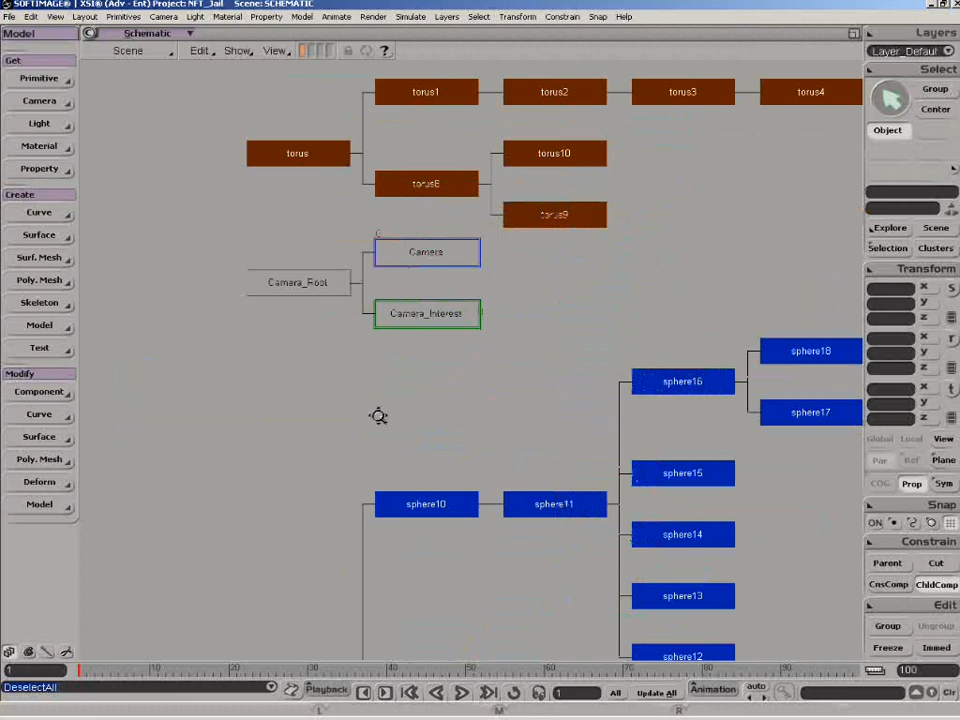 SOFTIMAGE® | XSI® (Adv - Ent) Project: NFT_Jail    Scene: SCHEMATIC
File Edit View Layout Primitives Camera Light Material Property Model Animate Render Simulate Layers Select Transform Constrain Snap Help
Model
Schematic
Layers
Scene Edit Show View ?
Layer_Defaul
Get
Select
Primitive
Camera
Light
Material
Property
Group
Center
Object
Create
Curve
Surface
Surf. Mesh
Poly. Mesh
Skeleton
Model
Text
Modify
Component
Curve
Surface
Poly. Mesh
Deform
Model
torus1
torus2
torus3
torus4
torus
torus10
torus8
torus9
Camera
Camera_Root
Camera_Interest
sphere18
sphere16
sphere17
sphere15
sphere10
sphere11
sphere14
sphere13
sphere12
Explore Scene
Selection Clusters
Transform
x s
y
z
x r
y
z
x t
y
z
Global Local View
Par Ref Plane
COG Prop Sym
Snap
ON
Constrain
Parent Cut
CnsComp ChldComp
Edit
Group Ungroup
Freeze Immed
1 10 20 30 40 50 60 70 80 90 100
DeselectAll
Playback 1 All Update All Animation auto Clr
L M R